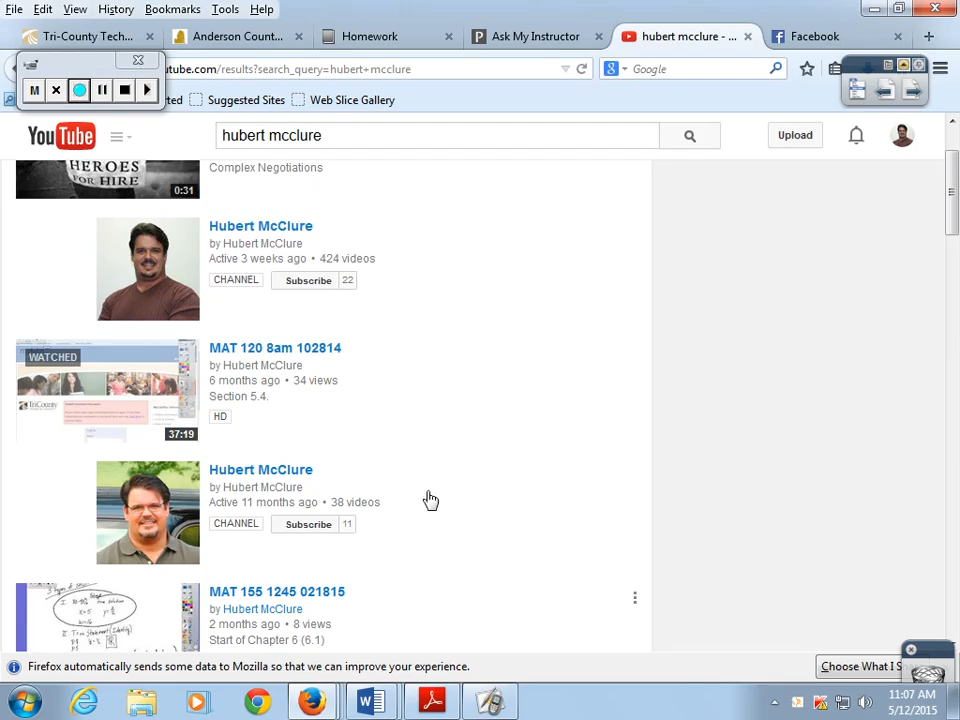 File Edit View History Bookmarks Tools Help
Tri-County Tech... Anderson Count... Homework Ask My Instructor hubert mcclure - ... Facebook
utube.com/results?search_query=hubert+mcclure Google
M
ted Suggested Sites Web Slice Gallery
YouTube hubert mcclure Upload
HEROES
FOR HIRE
0:31
Complex Negotiations
Hubert McClure
by Hubert McClure
Active 3 weeks ago • 424 videos
CHANNEL Subscribe 22
WATCHED
37:19
MAT 120 8am 102814
by Hubert McClure
6 months ago • 34 views
Section 5.4.
HD
Hubert McClure
by Hubert McClure
Active 11 months ago • 38 videos
CHANNEL Subscribe 11
MAT 155 1245 021815
by Hubert McClure
2 months ago • 8 views
Start of Chapter 6 (6.1)
Firefox automatically sends some data to Mozilla so that we can improve your experience.
Choose What I S
11:07 AM
5/12/2015